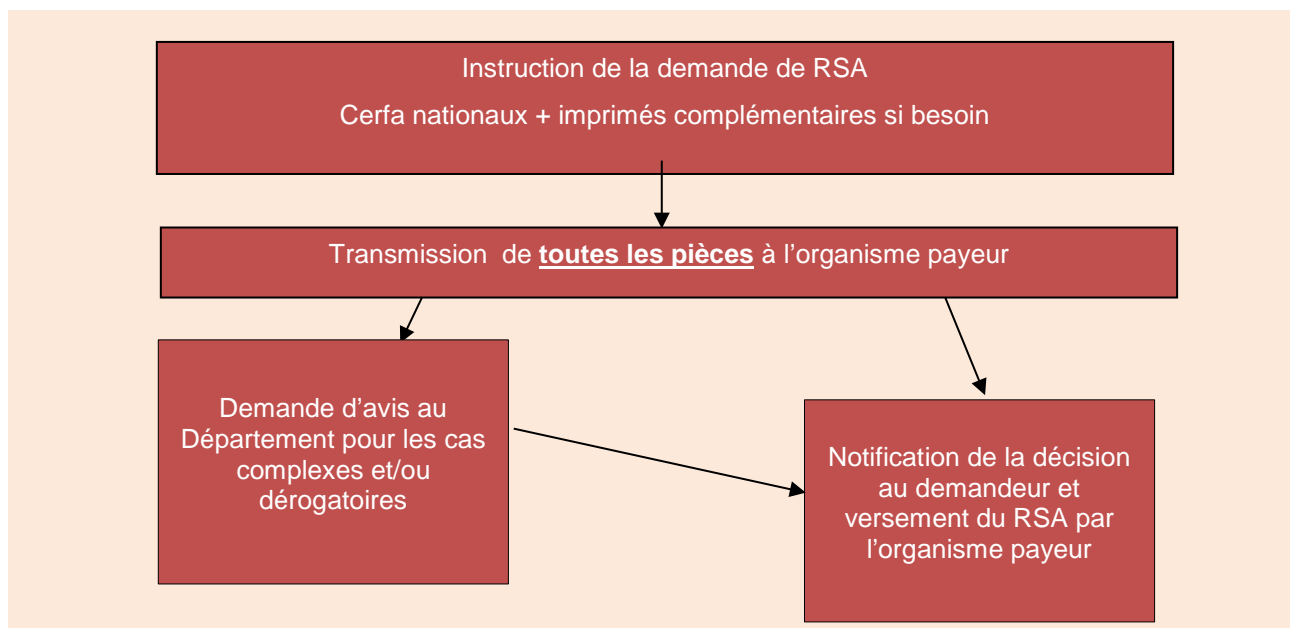 Instruction de la demande de RSA
Cerfa nationaux + imprimés complémentaires si besoin
Transmission de toutes les pièces à l’organisme payeur
Demande d’avis au
Département pour les cas
complexes et/ou
dérogatoires
Notification de la décision
au demandeur et
versement du RSA par
l’organisme payeur